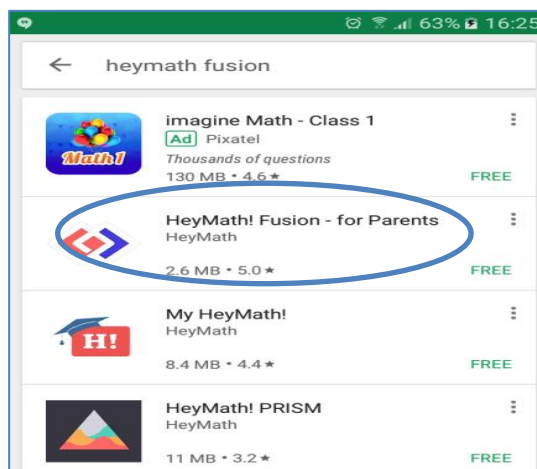 63% 16:25
heymath fusion
imagine Math - Class 1
Ad Pixatel
Thousands of questions
130 MB • 4.6★ FREE
Math 1
HeyMath! Fusion - for Parents
HeyMath
2.6 MB • 5.0★ FREE
My HeyMath!
HeyMath
H!
8.4 MB • 4.4★ FREE
HeyMath! PRISM
HeyMath
11 MB • 3.2★ FREE